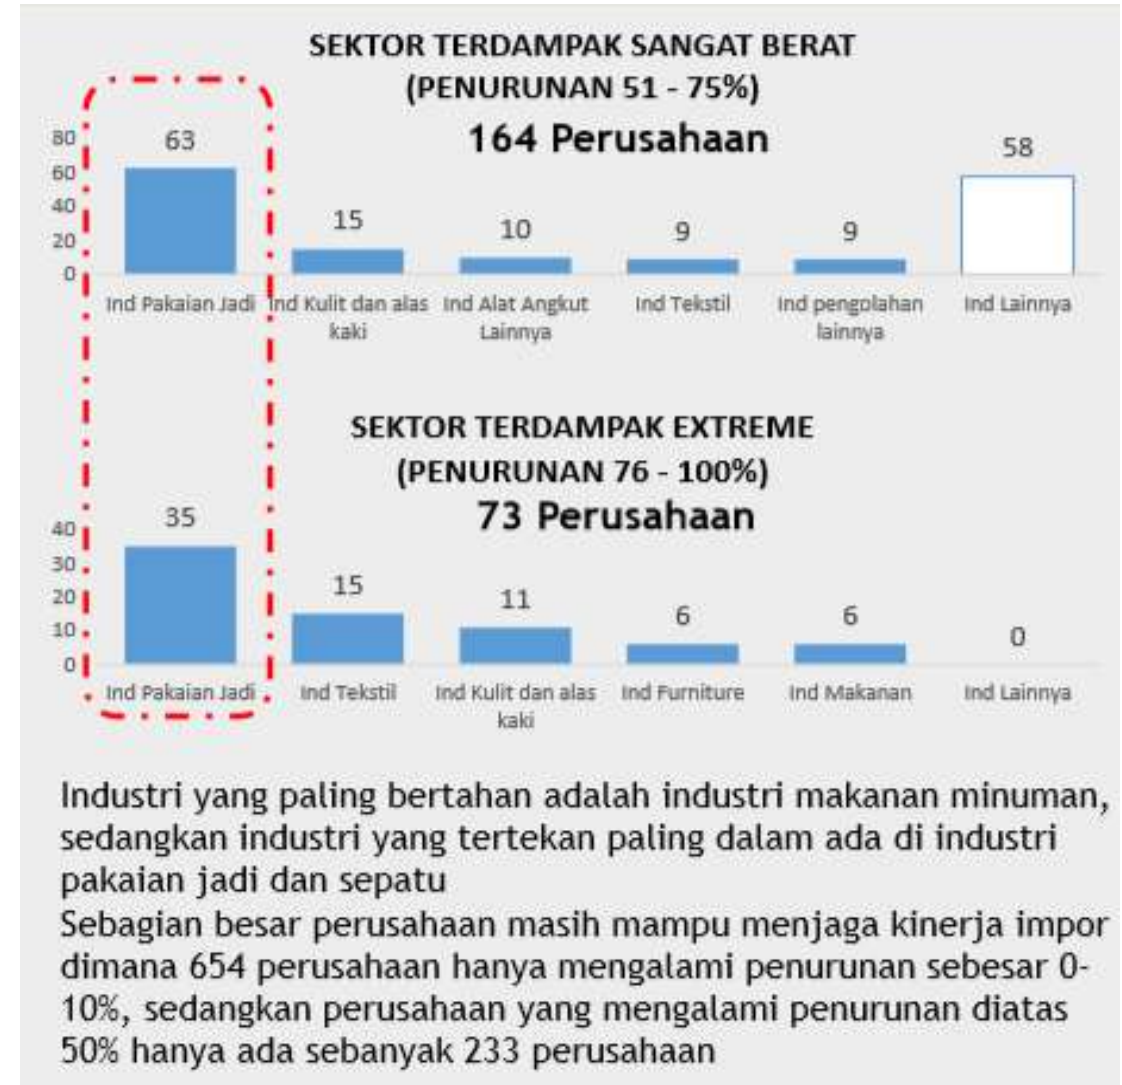 SEKTOR TERDAMPAK SANGAT BERAT
(PENURUNAN 51 - 75%)
164 Perusahaan
80
60
40
20
0
63
15
10
9
9
58
Ind Pakaian Jadi
Ind Kulit dan alas
kaki
Ind Alat Angkut
Lainnya
Ind Tekstil
Ind pengolahan
lainnya
Ind Lainnya
SEKTOR TERDAMPAK EXTREME
(PENURUNAN 76 - 100%)
73 Perusahaan
40
30
20
10
0
35
15
11
6
6
0
Ind Pakaian Jadi
Ind Tekstil
Ind Kulit dan alas
kaki
Ind Furniture
Ind Makanan
Ind Lainnya
Industri yang paling bertahan adalah industri makanan minuman,
sedangkan industri yang tertekan paling dalam ada di industri
pakaian jadi dan sepatu
Sebagian besar perusahaan masih mampu menjaga kinerja impor
dimana 654 perusahaan hanya mengalami penurunan sebesar 0-
10%, sedangkan perusahaan yang mengalami penurunan diatas
50% hanya ada sebanyak 233 perusahaan